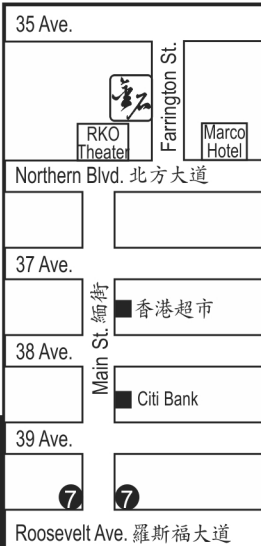 35 Ave.
Farrington St.
金石
RKO
Theater
Marco
Hotel
Northern Blvd. 北方大道
37 Ave.
Main St. 緬街
香港超市
38 Ave.
Citi Bank
39 Ave.
7 7
Roosevelt Ave. 羅斯福大道